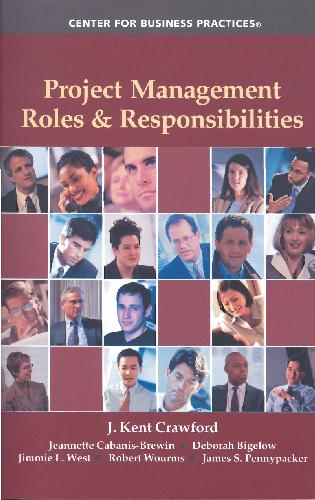 CENTER FOR BUSINESS PRACTICES®
Project Management
Roles & Responsibilities
J. Kent Crawford
Jeannette Cabanis-Brewin Deborah Bigelow
Jimmie L. West Robert Wourms James S. Pennypacker